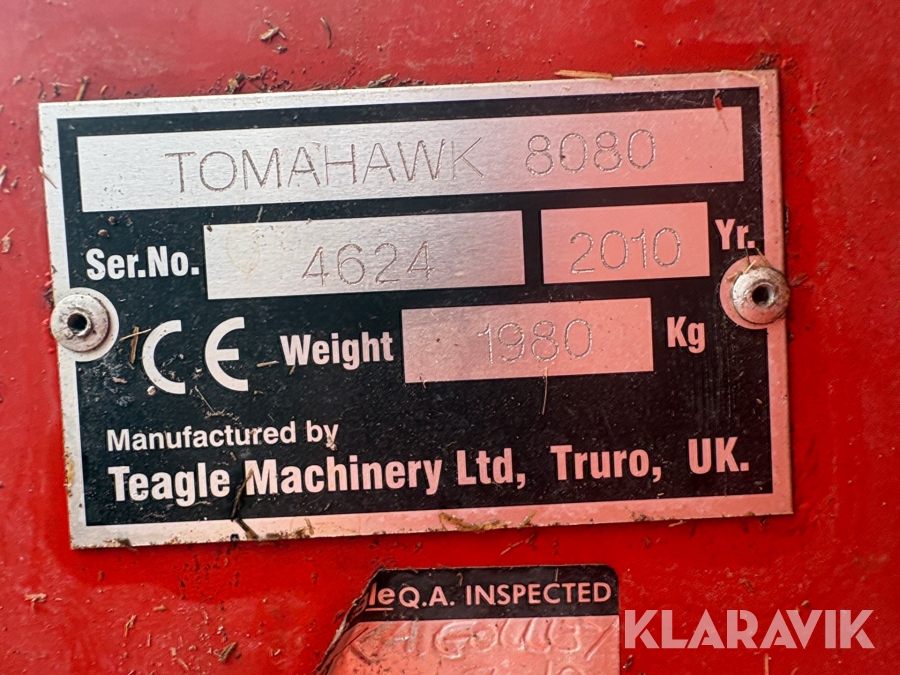 TOMAHAWK 8080
Ser.No. 4624 2010 Yr.
CE Weight 1980 Kg
Manufactured by
Teagle Machinery Ltd, Truro, UK.
le Q.A. INSPECTED
KLARAVIK